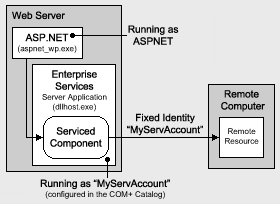 Web Server
ASP.NET
(aspnet_wp.exe)
Running as
ASPNET
Enterprise
Services
Server Application
(dllhost.exe)
Serviced
Component
Fixed Identity
"MyServAccount"
Remote
Computer
Remote
Resource
Running as "MyServAccount"
(configured in the COM+ Catalog)